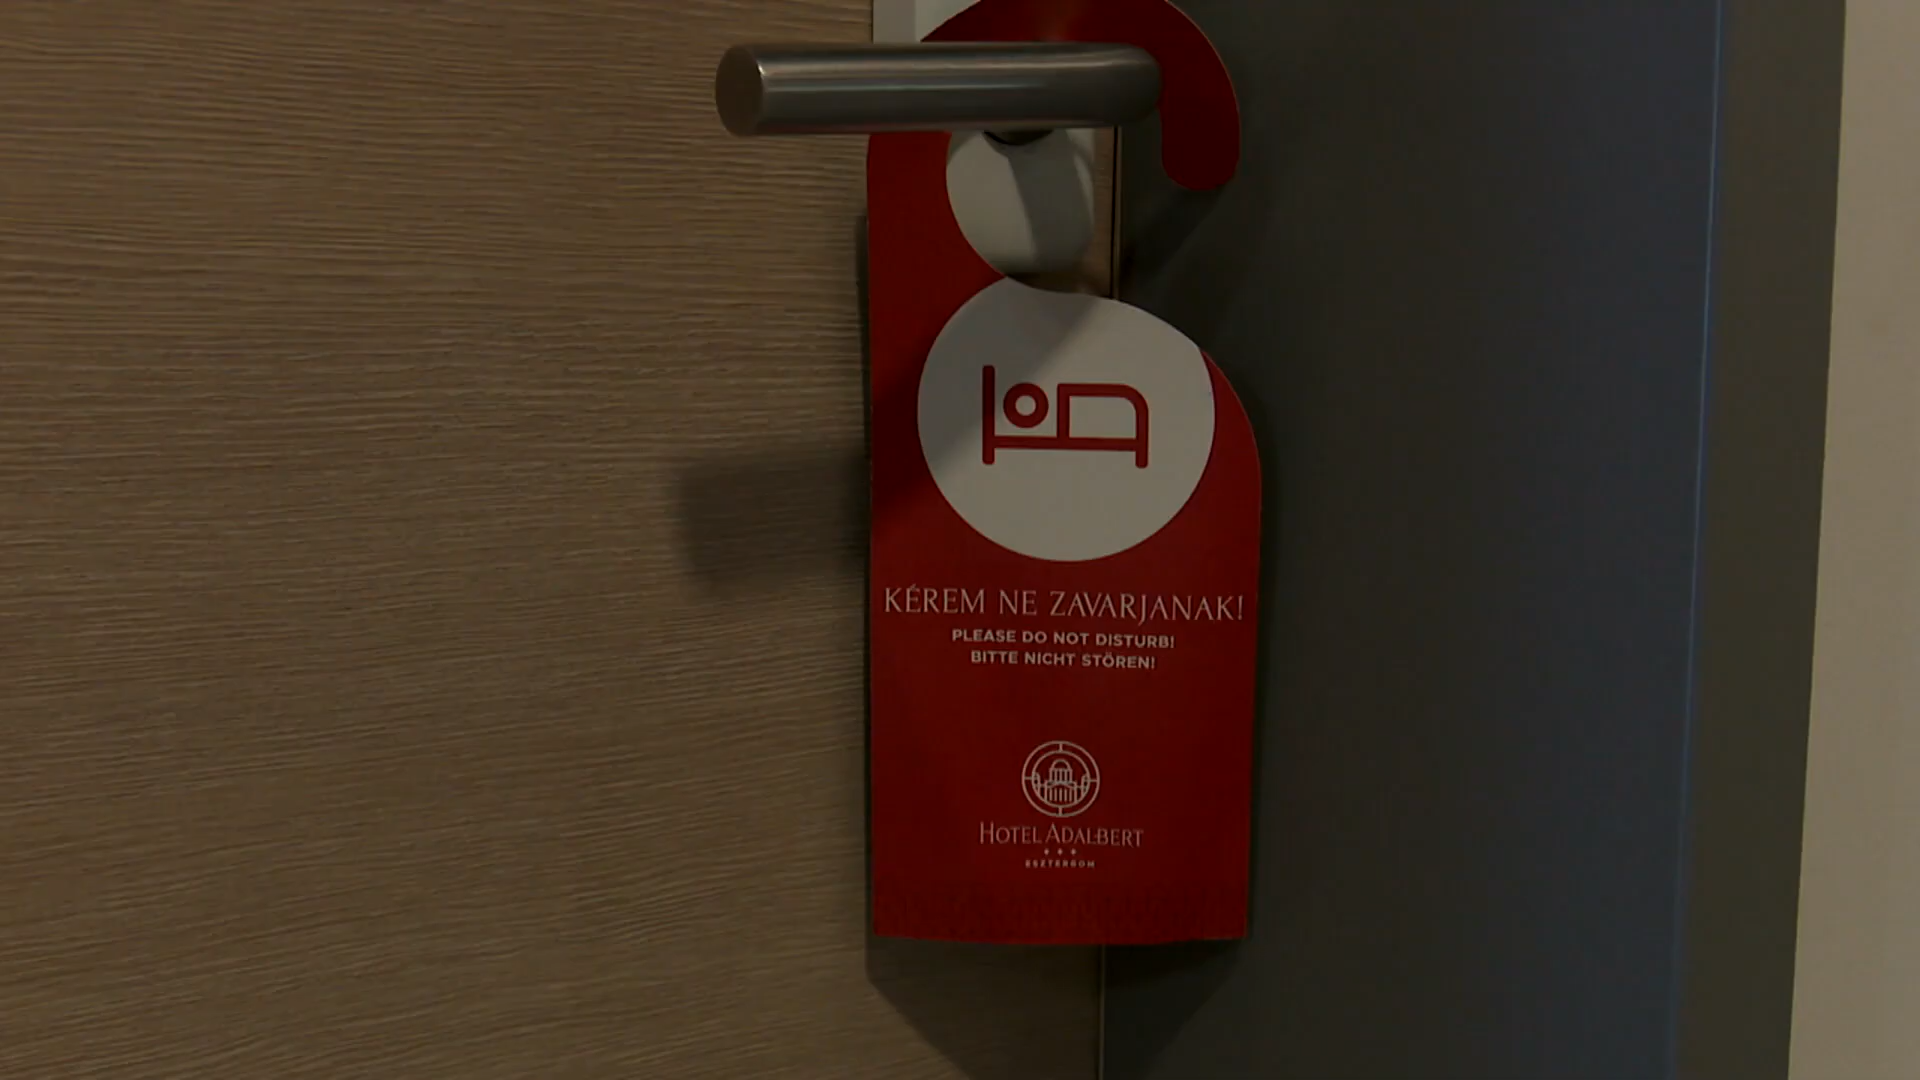 KÉREM NE ZAVARJANAK!
PLEASE DO NOT DISTURB!
BITTE NICHT STÖREN!
HOTEL ADALBERT
ESZTERGOM